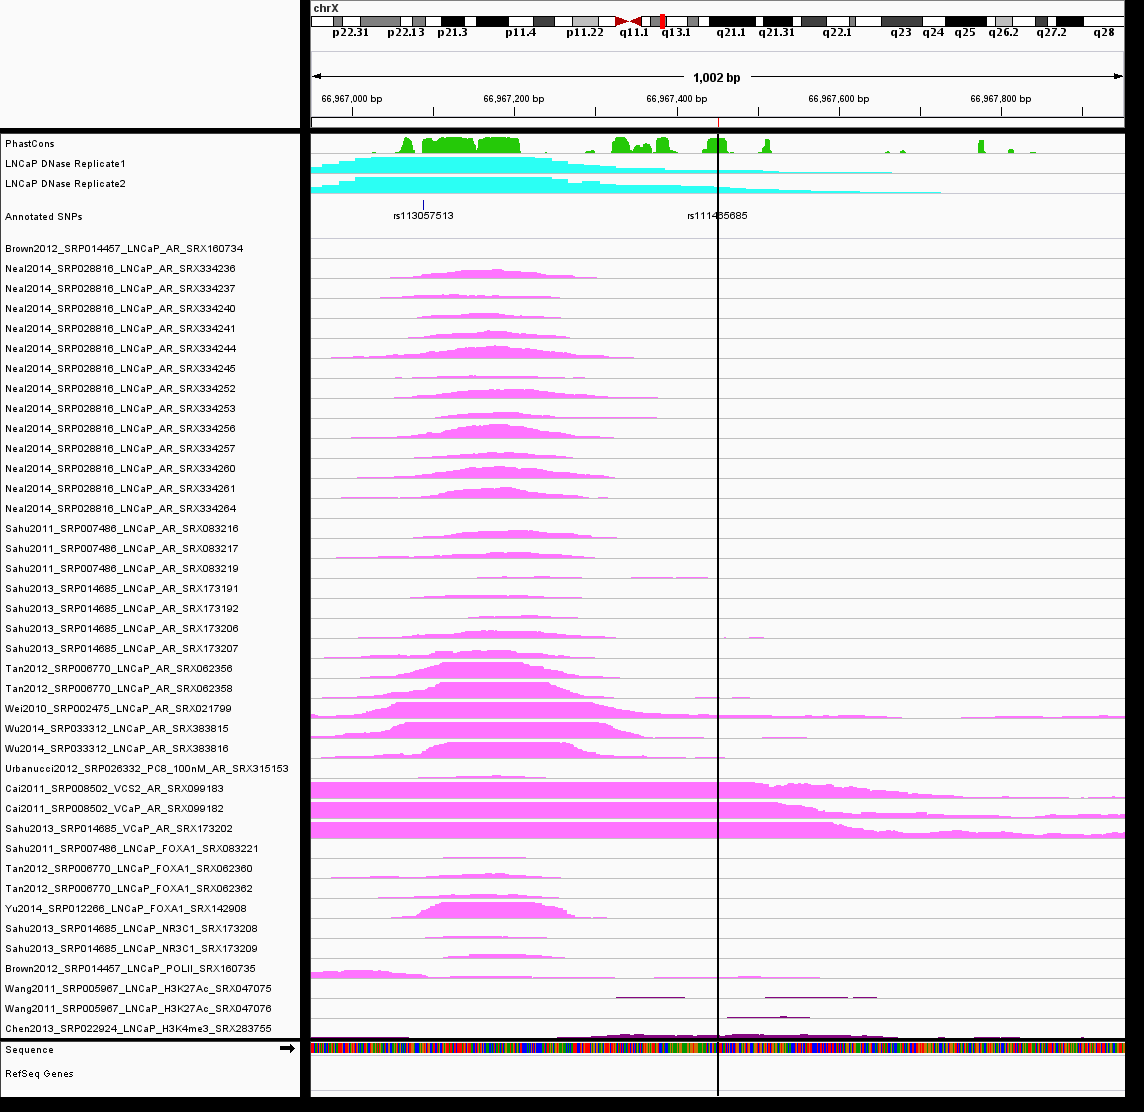 chrX
p22.31 p22.13 p21.3 p11.4 p11.22 q11.1 q13.1 q21.1 q21.31 q22.1 q23 q24 q25 q26.2 q27.2 q28
1,002 bp
66,967,000 bp 66,967,200 bp 66,967,400 bp 66,967,600 bp 66,967,800 bp
PhastCons
LNCaP DNase Replicate1
LNCaP DNase Replicate2
Annotated SNPs rs113057513 rs111465685
Brown2012_SRP014457_LNCaP_AR_SRX160734
Neal2014_SRP028816_LNCaP_AR_SRX334236
Neal2014_SRP028816_LNCaP_AR_SRX334237
Neal2014_SRP028816_LNCaP_AR_SRX334240
Neal2014_SRP028816_LNCaP_AR_SRX334241
Neal2014_SRP028816_LNCaP_AR_SRX334244
Neal2014_SRP028816_LNCaP_AR_SRX334245
Neal2014_SRP028816_LNCaP_AR_SRX334252
Neal2014_SRP028816_LNCaP_AR_SRX334253
Neal2014_SRP028816_LNCaP_AR_SRX334256
Neal2014_SRP028816_LNCaP_AR_SRX334257
Neal2014_SRP028816_LNCaP_AR_SRX334260
Neal2014_SRP028816_LNCaP_AR_SRX334261
Neal2014_SRP028816_LNCaP_AR_SRX334264
Sahu2011_SRP007486_LNCaP_AR_SRX083216
Sahu2011_SRP007486_LNCaP_AR_SRX083217
Sahu2011_SRP007486_LNCaP_AR_SRX083219
Sahu2013_SRP014685_LNCaP_AR_SRX173191
Sahu2013_SRP014685_LNCaP_AR_SRX173192
Sahu2013_SRP014685_LNCaP_AR_SRX173206
Sahu2013_SRP014685_LNCaP_AR_SRX173207
Tan2012_SRP006770_LNCaP_AR_SRX062356
Tan2012_SRP006770_LNCaP_AR_SRX062358
Wei2010_SRP002475_LNCaP_AR_SRX021799
Wu2014_SRP033312_LNCaP_AR_SRX383815
Wu2014_SRP033312_LNCaP_AR_SRX383816
Urbanucci2012_SRP026332_PC8_100nM_AR_SRX315153
Cai2011_SRP008502_VCS2_AR_SRX099183
Cai2011_SRP008502_VCaP_AR_SRX099182
Sahu2013_SRP014685_VCaP_AR_SRX173202
Sahu2011_SRP007486_LNCaP_FOXA1_SRX083221
Tan2012_SRP006770_LNCaP_FOXA1_SRX062360
Tan2012_SRP006770_LNCaP_FOXA1_SRX062362
Yu2014_SRP012266_LNCaP_FOXA1_SRX142908
Sahu2013_SRP014685_LNCaP_NR3C1_SRX173208
Sahu2013_SRP014685_LNCaP_NR3C1_SRX173209
Brown2012_SRP014457_LNCaP_POLII_SRX160735
Wang2011_SRP005967_LNCaP_H3K27Ac_SRX047075
Wang2011_SRP005967_LNCaP_H3K27Ac_SRX047076
Chen2013_SRP022924_LNCaP_H3K4me3_SRX283755
Sequence
RefSeq Genes